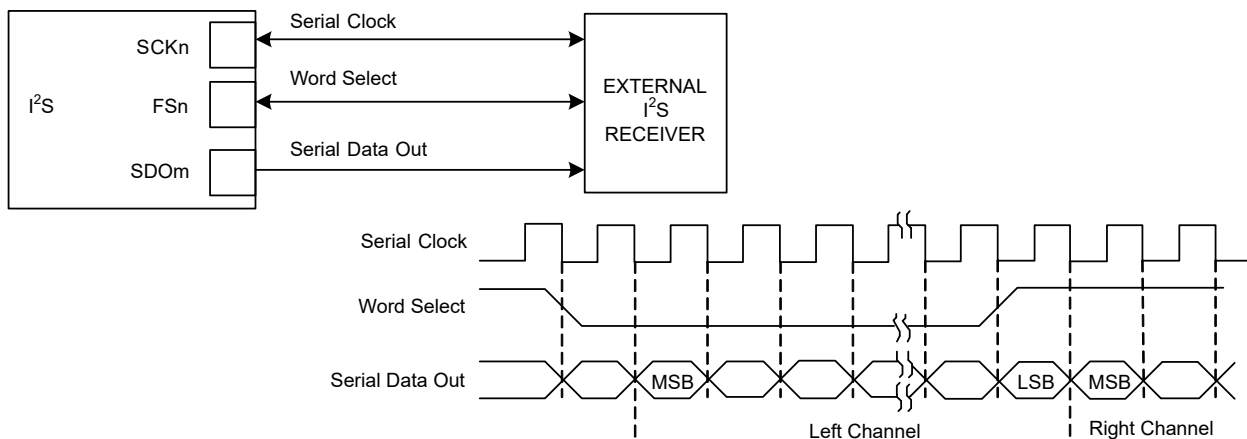 Serial Clock
SCKn
Word Select
I²S
FSn
EXTERNAL
I²S
RECEIVER
Serial Data Out
SDOm
Serial Clock
Word Select
Serial Data Out
MSB
LSB
MSB
Left Channel
Right Channel